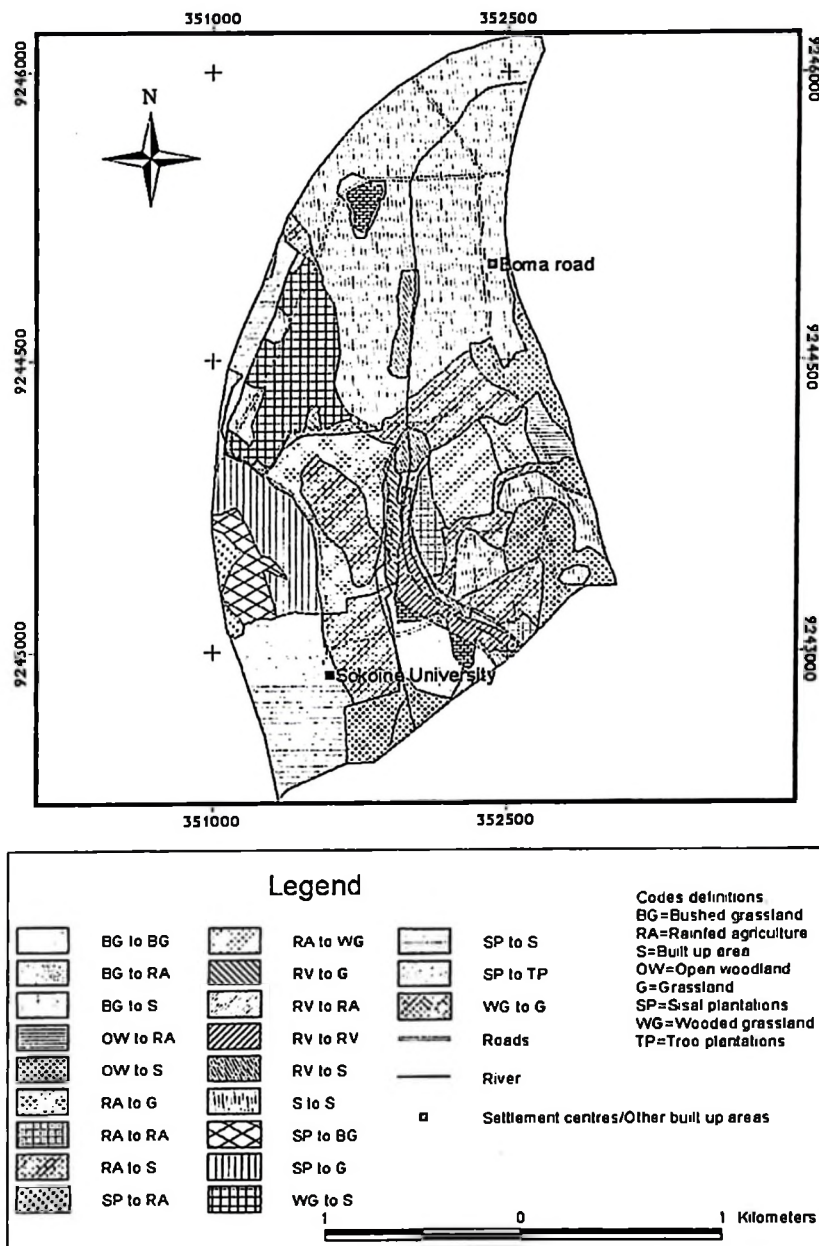 351000 352500
9246000 9246000
N
Boma road
9244500 9244500
9243000 9243000
Sokoine University
351000 352500
Legend
BG to BG
BG to RA
BG to S
OW to RA
OW to S
RA to G
RA to RA
RA to S
SP to RA
RA to WG
RV to G
RV to RA
RV to RV
RV to S
S to S
SP to BG
SP to G
WG to S
SP to S
SP to TP
WG to G
Roads
River
Settlement centres/Other built up areas
Codes definitions
BG=Bushed grassland
RA=Rainfed agriculture
S=Built up area
OW=Open woodland
G=Grassland
SP=Sisal plantations
WG=Wooded grassland
TP=Troo plantations
1 0 1 Kilometers